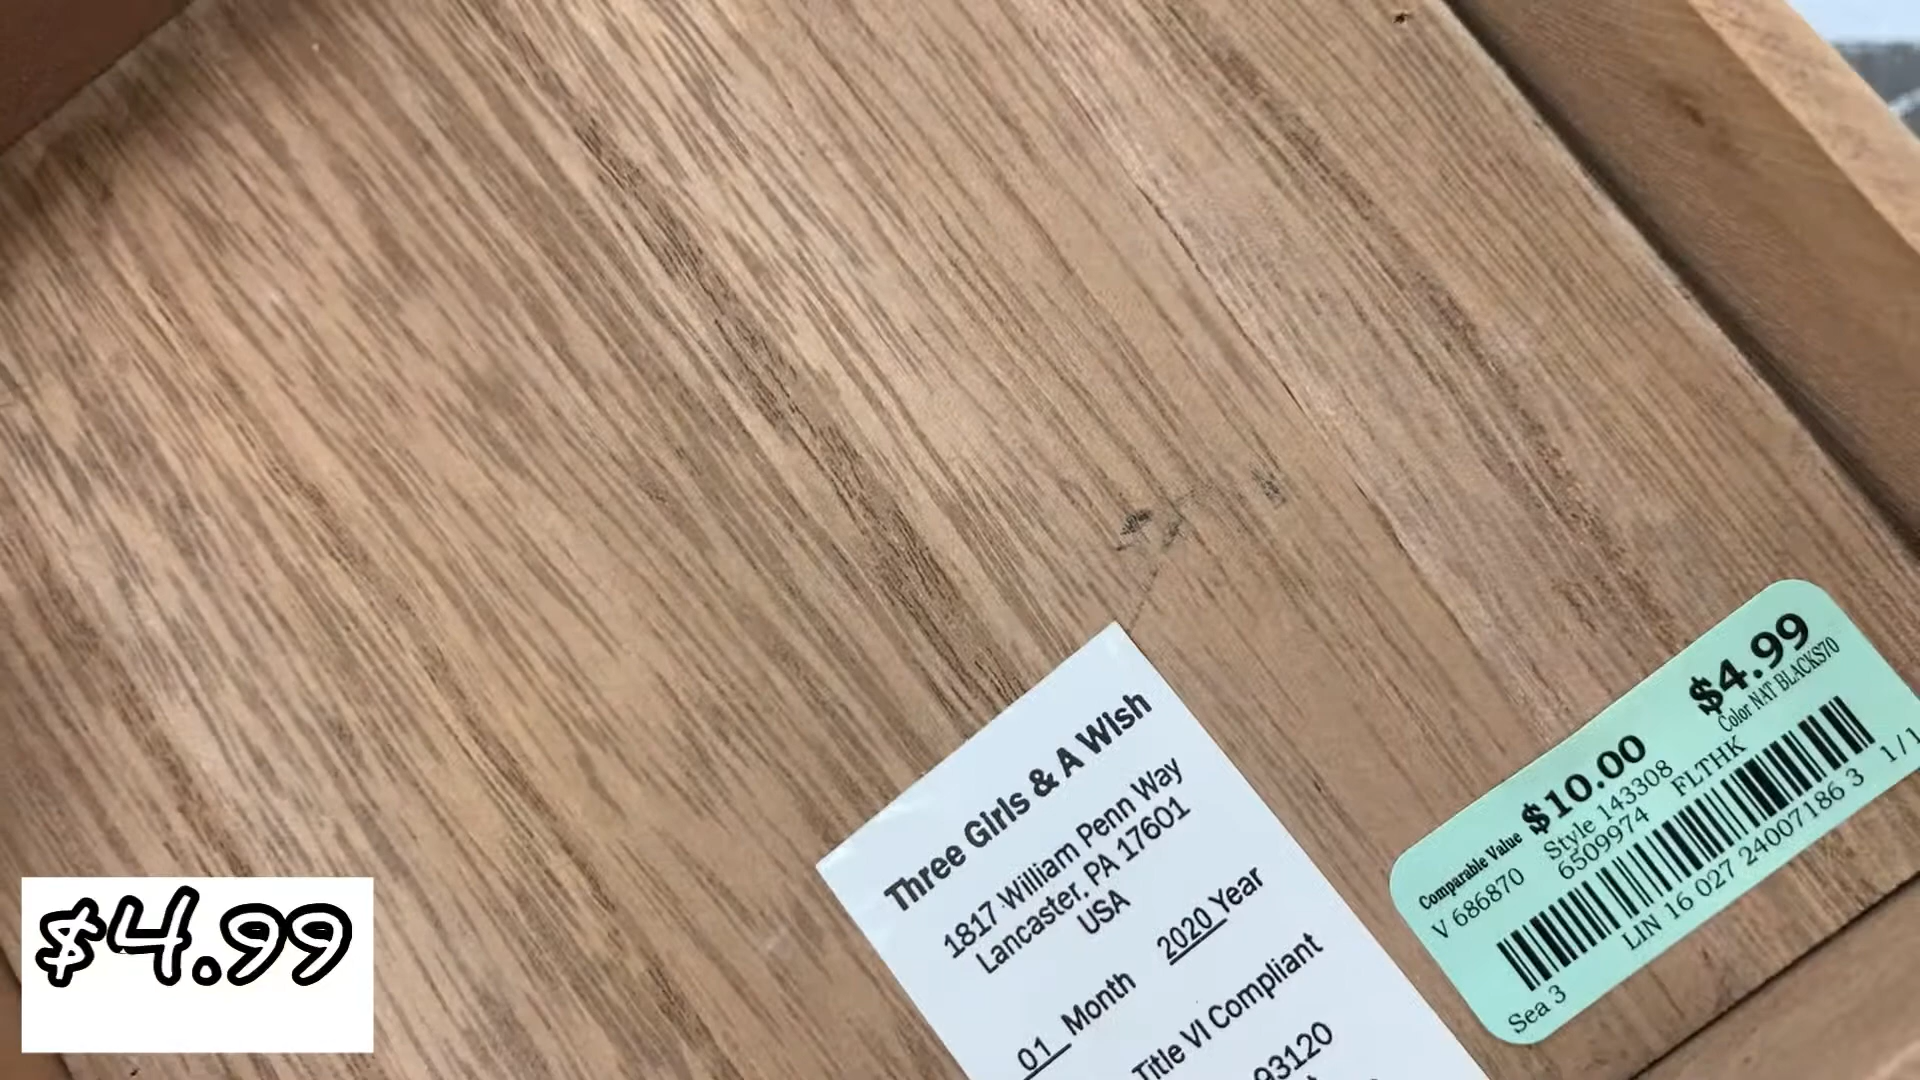 Three Girls & A Wish
1817 William Penn Way
Lancaster, PA 17601
USA
01 Month 2020 Year
Title VI Compliant
93120
$4.99
Color NAT BLACKS70
Comparable Value $10.00
Style 143308
V 686870 6509974 FLTHK
LIN 16 027 24007186 3 1/1
Sea 3
$4.99